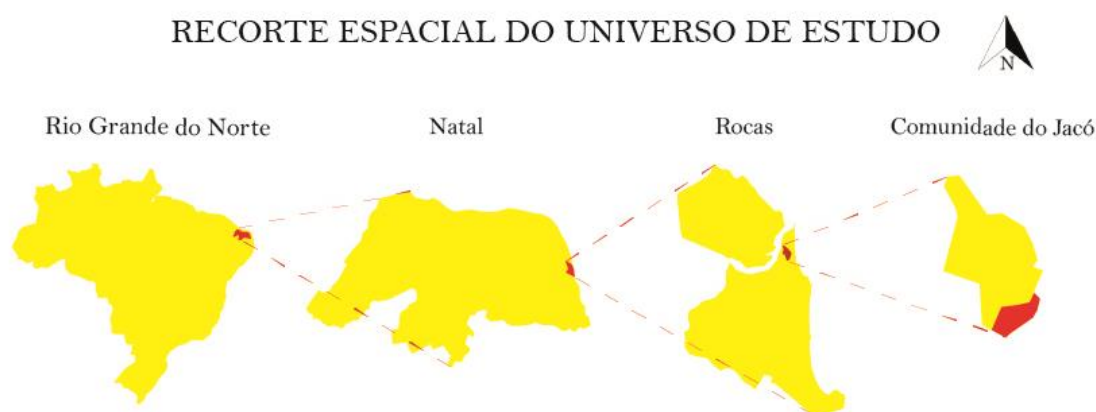 RECORTE ESPACIAL DO UNIVERSO DE ESTUDO
N
Rio Grande do Norte
Natal
Rocas
Comunidade do Jacó